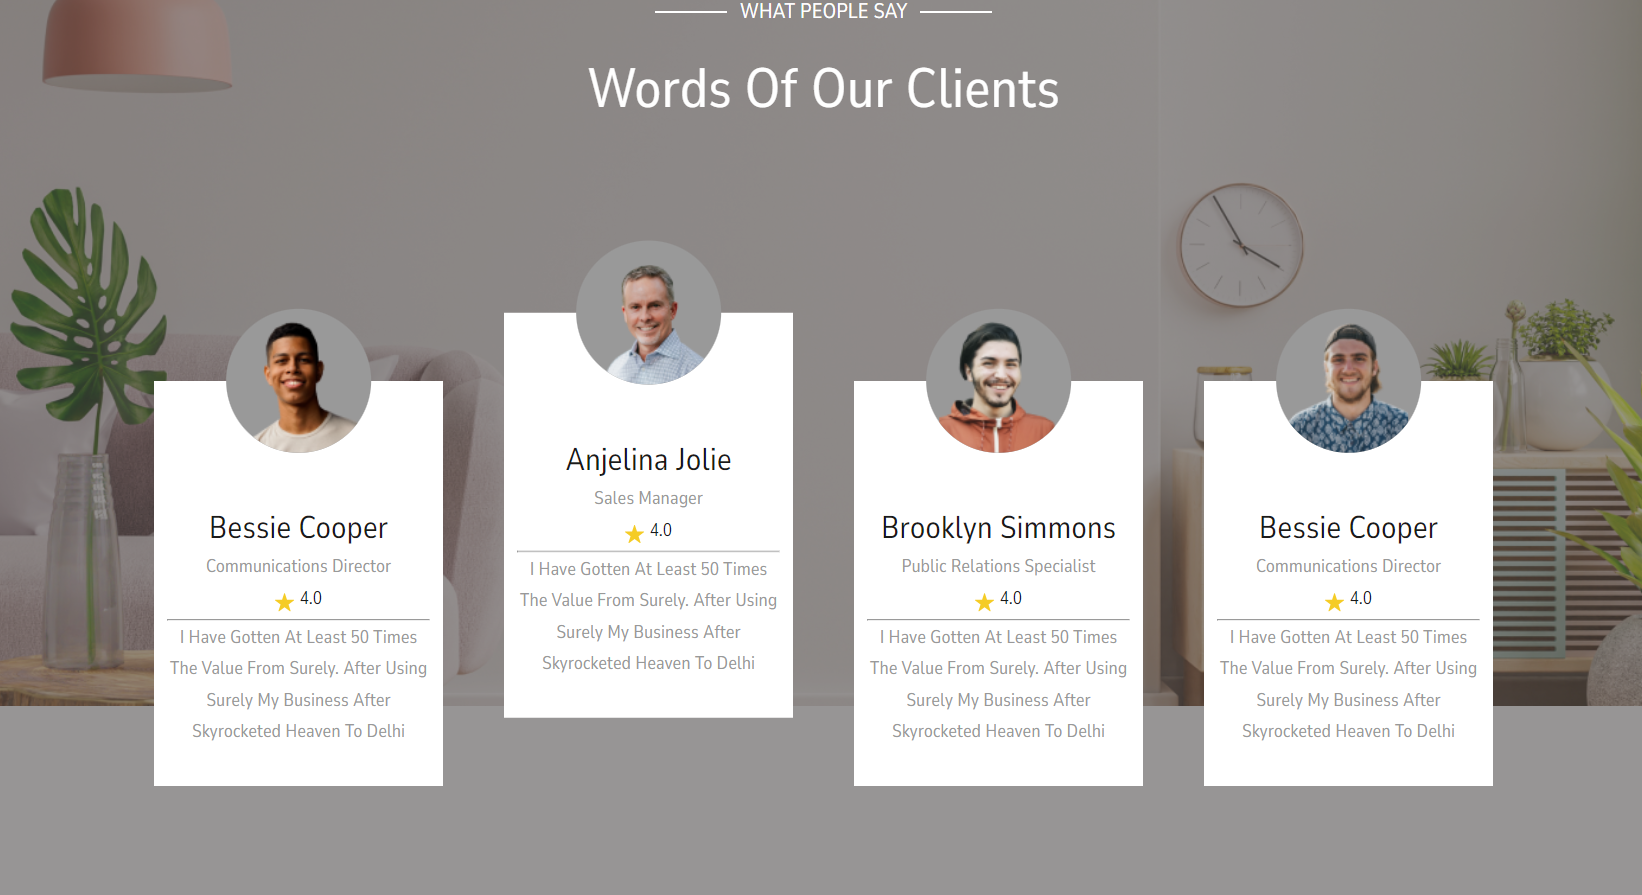 WHAT PEOPLE SAY
Words Of Our Clients
Bessie Cooper
Communications Director
4.0
I Have Gotten At Least 50 Times
The Value From Surely. After Using
Surely My Business After
Skyrocketed Heaven To Delhi
Anjelina Jolie
Sales Manager
4.0
I Have Gotten At Least 50 Times
The Value From Surely. After Using
Surely My Business After
Skyrocketed Heaven To Delhi
Brooklyn Simmons
Public Relations Specialist
4.0
I Have Gotten At Least 50 Times
The Value From Surely. After Using
Surely My Business After
Skyrocketed Heaven To Delhi
Bessie Cooper
Communications Director
4.0
I Have Gotten At Least 50 Times
The Value From Surely. After Using
Surely My Business After
Skyrocketed Heaven To Delhi